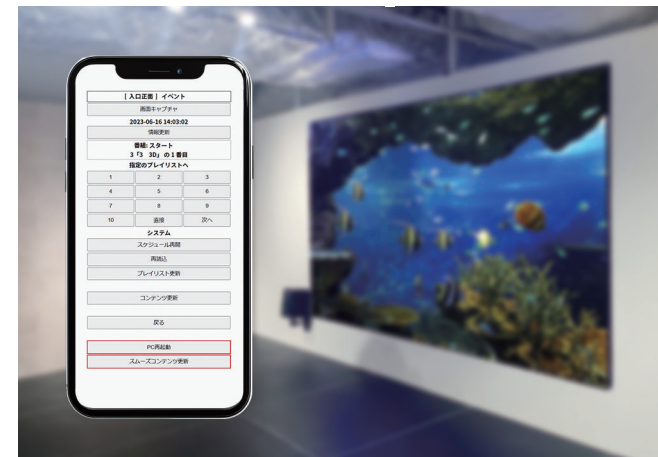 [ 入口正面 ] イベント
画面キャプチャ
2023-06-16 14:03:02
情報更新
番組: スタート
3「3 3D」 の 1 番目
指定のプレイリストへ
1 2 3
4 5 6
7 8 9
10 直接 次へ
システム
スケジュール再開
再読込
プレイリスト更新
コンテンツ更新
戻る
PC再起動
スムーズコンテンツ更新